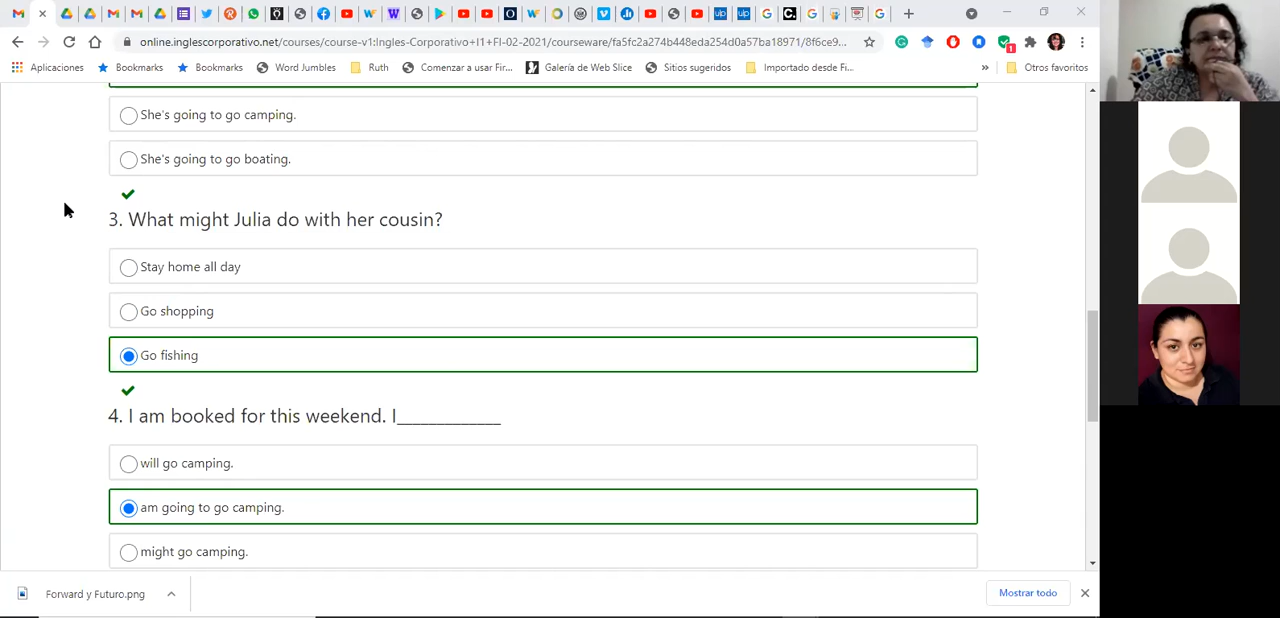 online.inglescorporativo.net/courses/course-v1:Ingles-Corporativo+I1+FI-02-2021/courseware/fa5fc2a274b448eda254d0a57ba18971/8f6ce9...
Aplicaciones
Bookmarks
Bookmarks
Word Jumbles
Ruth
Comenzar a usar Fir...
Galería de Web Slice
Sitios sugeridos
Importado desde Fi...
»
Otros favoritos
She's going to go camping.
She's going to go boating.
3. What might Julia do with her cousin?
Stay home all day
Go shopping
Go fishing
4. I am booked for this weekend. I_____________
will go camping.
am going to go camping.
might go camping.
Forward y Futuro.png
Mostrar todo